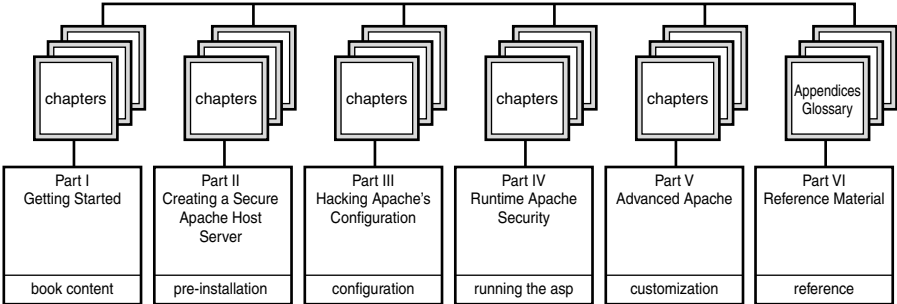 chapters
chapters
chapters
chapters
chapters
Appendices
Glossary
Part I
Getting Started
book content
Part II
Creating a Secure
Apache Host
Server
pre-installation
Part III
Hacking Apache's
Configuration
configuration
Part IV
Runtime Apache
Security
running the asp
Part V
Advanced Apache
customization
Part VI
Reference Material
reference